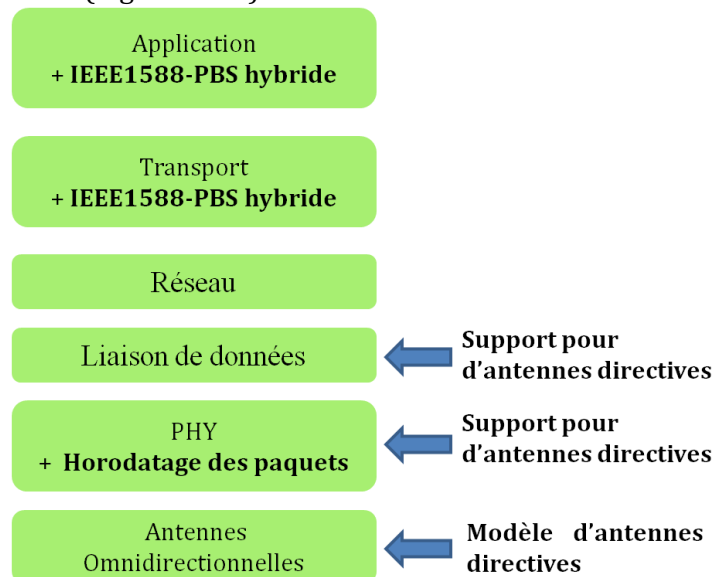 Application
+ IEEE1588-PBS hybride
Transport
+ IEEE1588-PBS hybride
Réseau
Liaison de données
Support pour
d'antennes directives
PHY
+ Horodatage des paquets
Support pour
d'antennes directives
Antennes
Omnidirectionnelles
Modèle d'antennes
directives